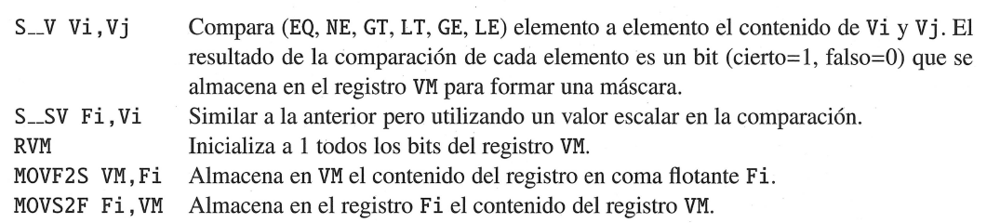 S__V Vi,Vj Compara (EQ, NE, GT, LT, GE, LE) elemento a elemento el contenido de Vi y Vj. El
resultado de la comparación de cada elemento es un bit (cierto=1, falso=0) que se
almacena en el registro VM para formar una máscara.
S__SV Fi,Vi Similar a la anterior pero utilizando un valor escalar en la comparación.
RVM Inicializa a 1 todos los bits del registro VM.
MOVF2S VM,Fi Almacena en VM el contenido del registro en coma flotante Fi.
MOVS2F Fi,VM Almacena en el registro Fi el contenido del registro VM.